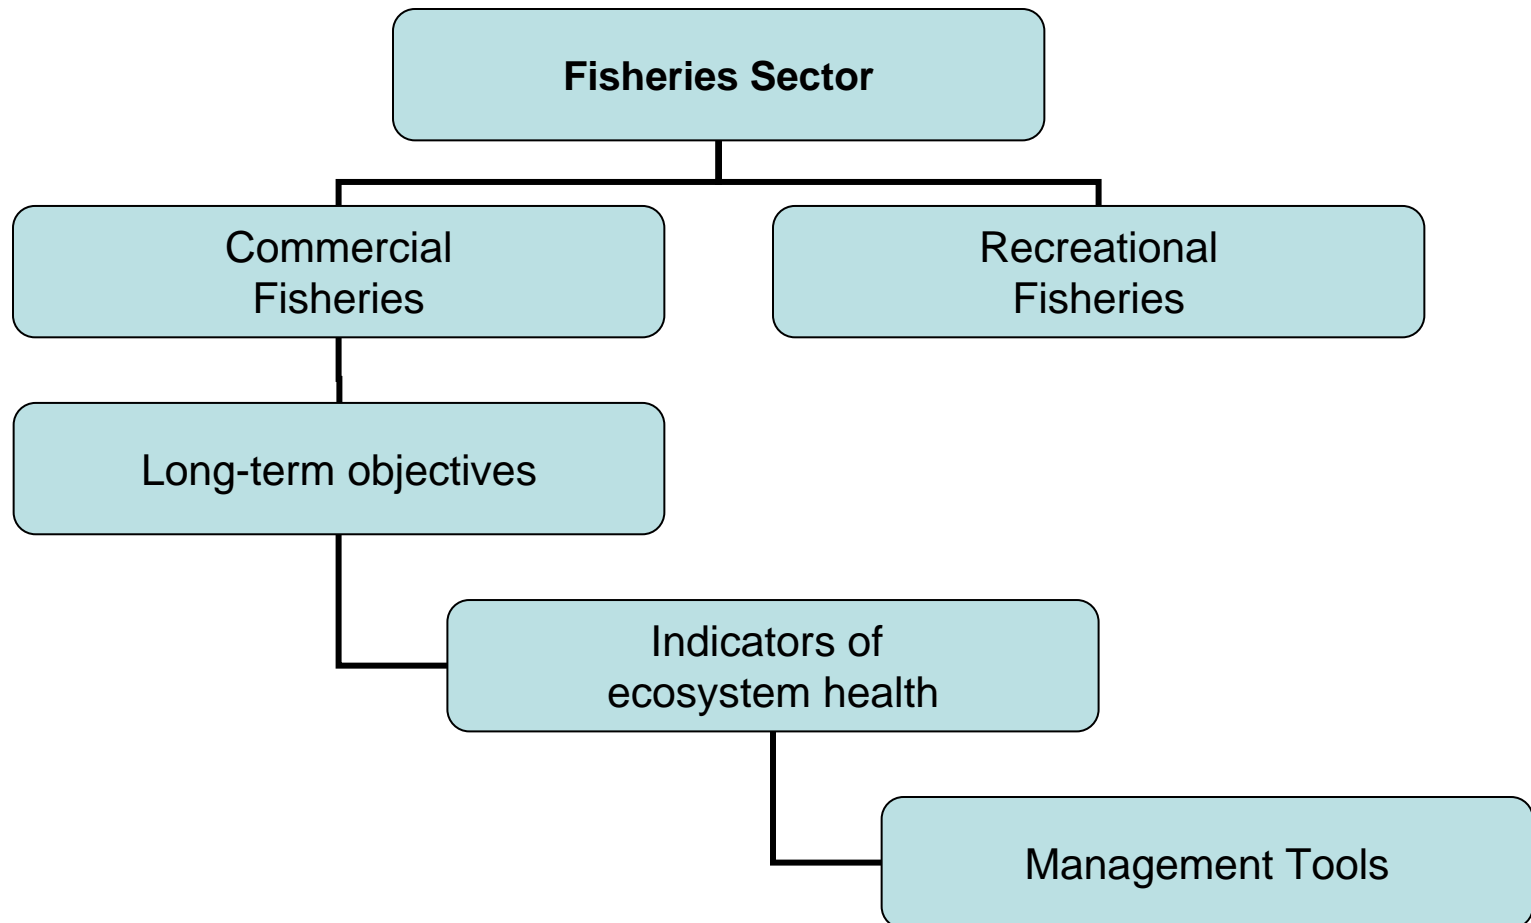 Fisheries Sector
Commercial
Fisheries
Recreational
Fisheries
Long-term objectives
Indicators of
ecosystem health
Management Tools